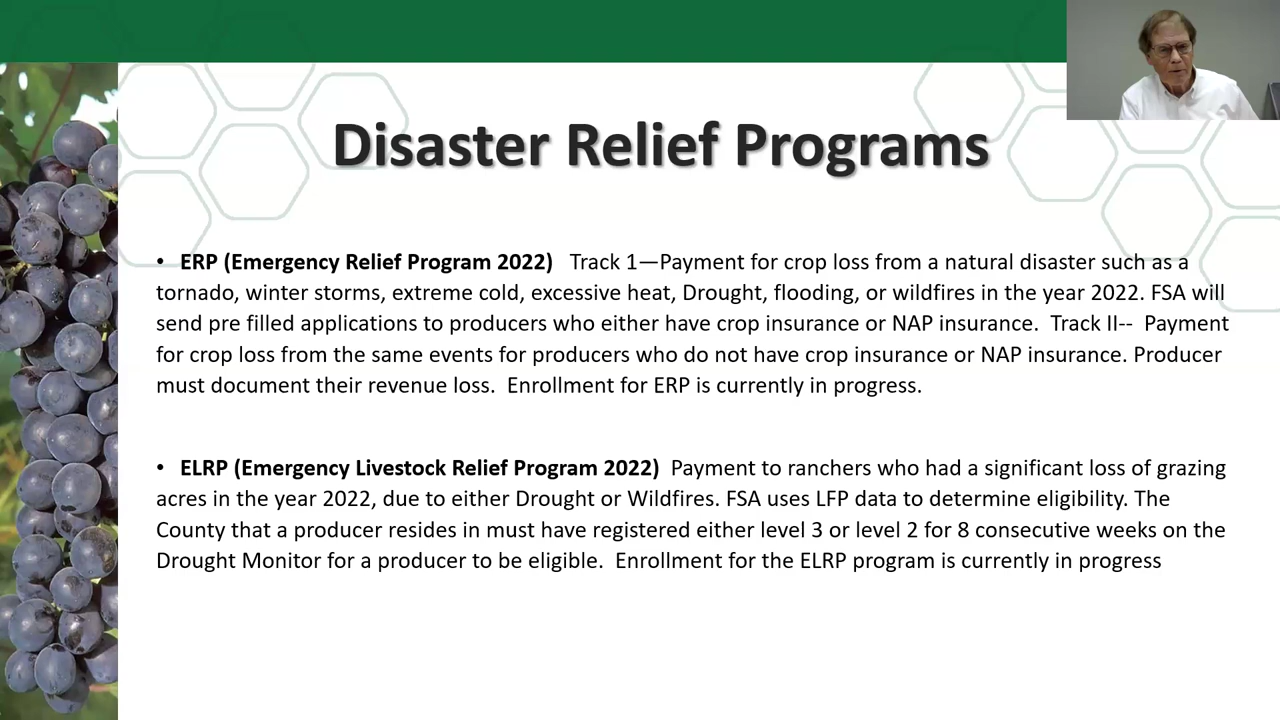 Disaster Relief Programs
• ERP (Emergency Relief Program 2022) Track 1—Payment for crop loss from a natural disaster such as a
tornado, winter storms, extreme cold, excessive heat, Drought, flooding, or wildfires in the year 2022. FSA will
send pre filled applications to producers who either have crop insurance or NAP insurance. Track II-- Payment
for crop loss from the same events for producers who do not have crop insurance or NAP insurance. Producer
must document their revenue loss. Enrollment for ERP is currently in progress.
• ELRP (Emergency Livestock Relief Program 2022) Payment to ranchers who had a significant loss of grazing
acres in the year 2022, due to either Drought or Wildfires. FSA uses LFP data to determine eligibility. The
County that a producer resides in must have registered either level 3 or level 2 for 8 consecutive weeks on the
Drought Monitor for a producer to be eligible. Enrollment for the ELRP program is currently in progress